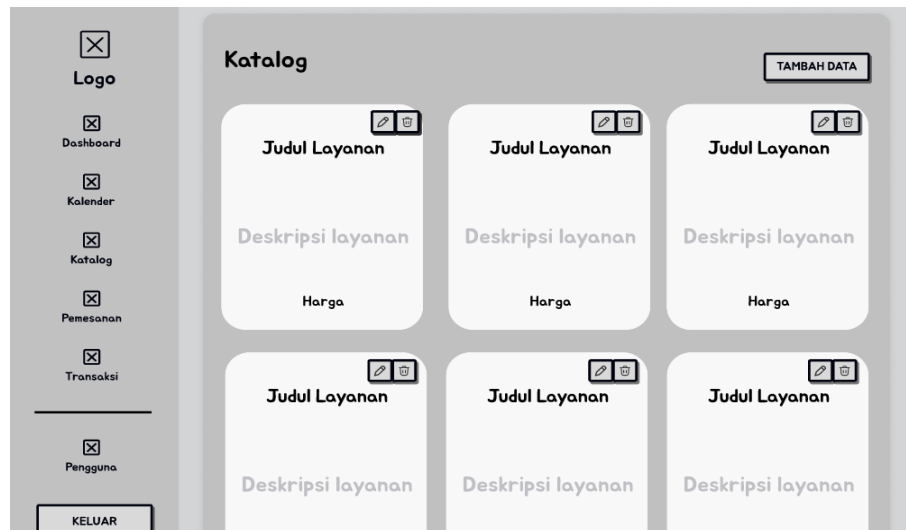 Logo
Dashboard
Kalender
Katalog
Pemesanan
Transaksi
Pengguna
KELUAR
Katalog
TAMBAH DATA
Judul Layanan
Deskripsi layanan
Harga
Judul Layanan
Deskripsi layanan
Harga
Judul Layanan
Deskripsi layanan
Harga
Judul Layanan
Deskripsi layanan
Judul Layanan
Deskripsi layanan
Judul Layanan
Deskripsi layanan